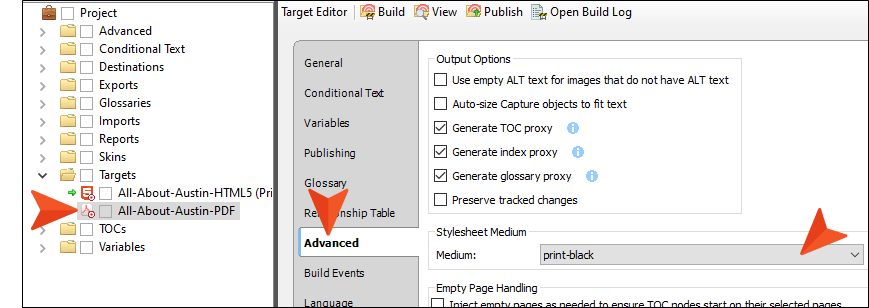 Project
Advanced
Conditional Text
Destinations
Exports
Glossaries
Imports
Reports
Skins
Targets
All-About-Austin-HTML5 (Pri
All-About-Austin-PDF
TOCs
Variables
Target Editor
Build
View
Publish
Open Build Log
General
Conditional Text
Variables
Publishing
Glossary
Relationship Table
Advanced
Build Events
Language
Output Options
Use empty ALT text for images that do not have ALT text
Auto-size Capture objects to fit text
Generate TOC proxy
Generate index proxy
Generate glossary proxy
Preserve tracked changes
Stylesheet Medium
Medium: print-black
Empty Page Handling
Inject empty pages as needed to ensure TOC nodes start on their selected pages